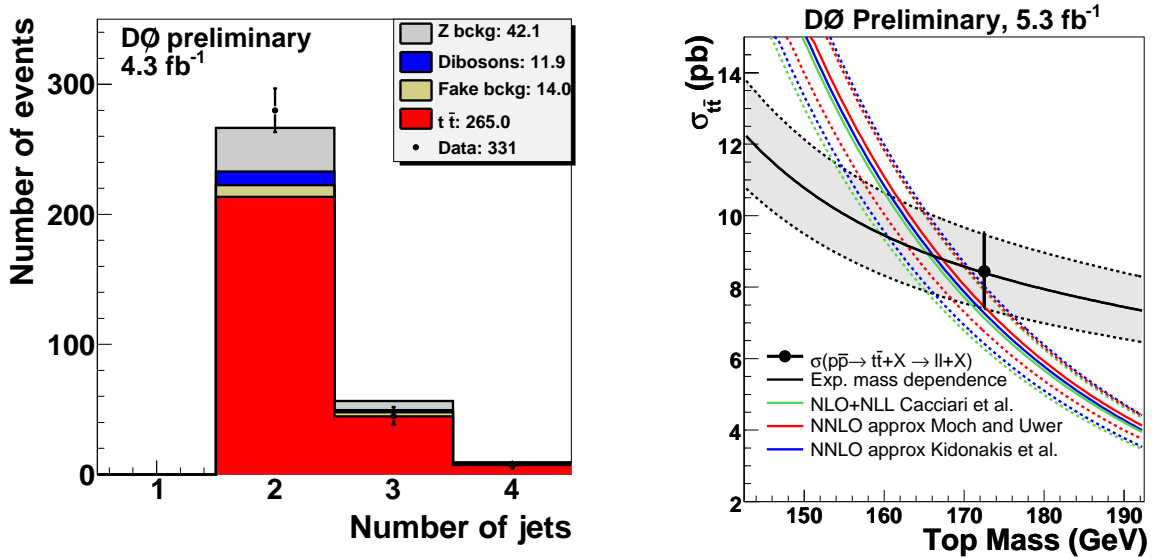 DØ preliminary
4.3 fb⁻¹
Z bckg: 42.1
Dibosons: 11.9
Fake bckg: 14.0
t t̄: 265.0
Data: 331
Number of events
300
200
100
0
1 2 3 4
Number of jets
DØ Preliminary, 5.3 fb⁻¹
σtt̄ (pb)
14
12
10
8
6
4
2
σ(pp̄→ tt̄+X → ll+X)
Exp. mass dependence
NLO+NLL Cacciari et al.
NNLO approx Moch and Uwer
NNLO approx Kidonakis et al.
150 160 170 180 190
Top Mass (GeV)